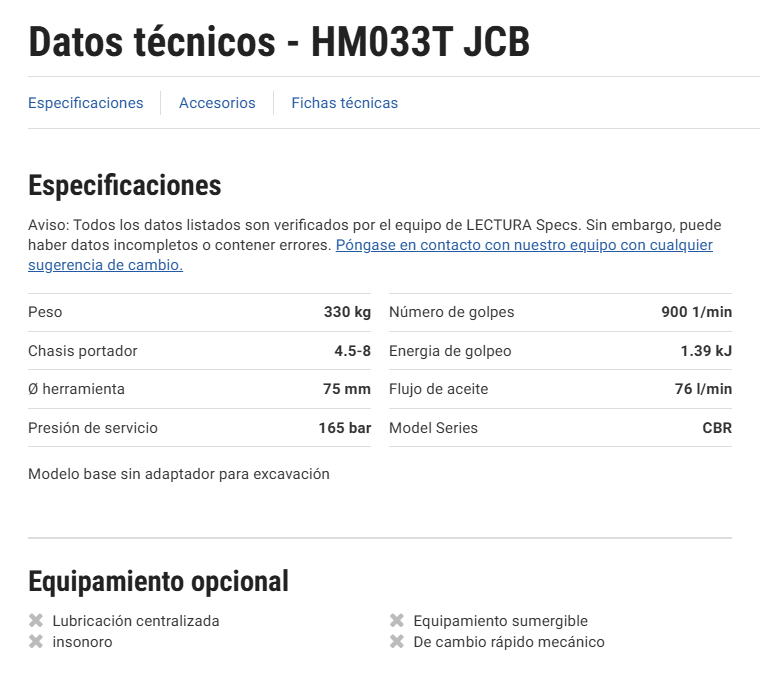 Datos técnicos - HM033T JCB
Especificaciones
Accesorios
Fichas técnicas
Especificaciones
Aviso: Todos los datos listados son verificados por el equipo de LECTURA Specs. Sin embargo, puede
haber datos incompletos o contener errores. Póngase en contacto con nuestro equipo con cualquier
sugerencia de cambio.
Peso 330 kg
Número de golpes 900 1/min
Chasis portador 4.5-8
Energia de golpeo 1.39 kJ
Ø herramienta 75 mm
Flujo de aceite 76 l/min
Presión de servicio 165 bar
Model Series CBR
Modelo base sin adaptador para excavación
Equipamiento opcional
Lubricación centralizada
Equipamiento sumergible
insonoro
De cambio rápido mecánico